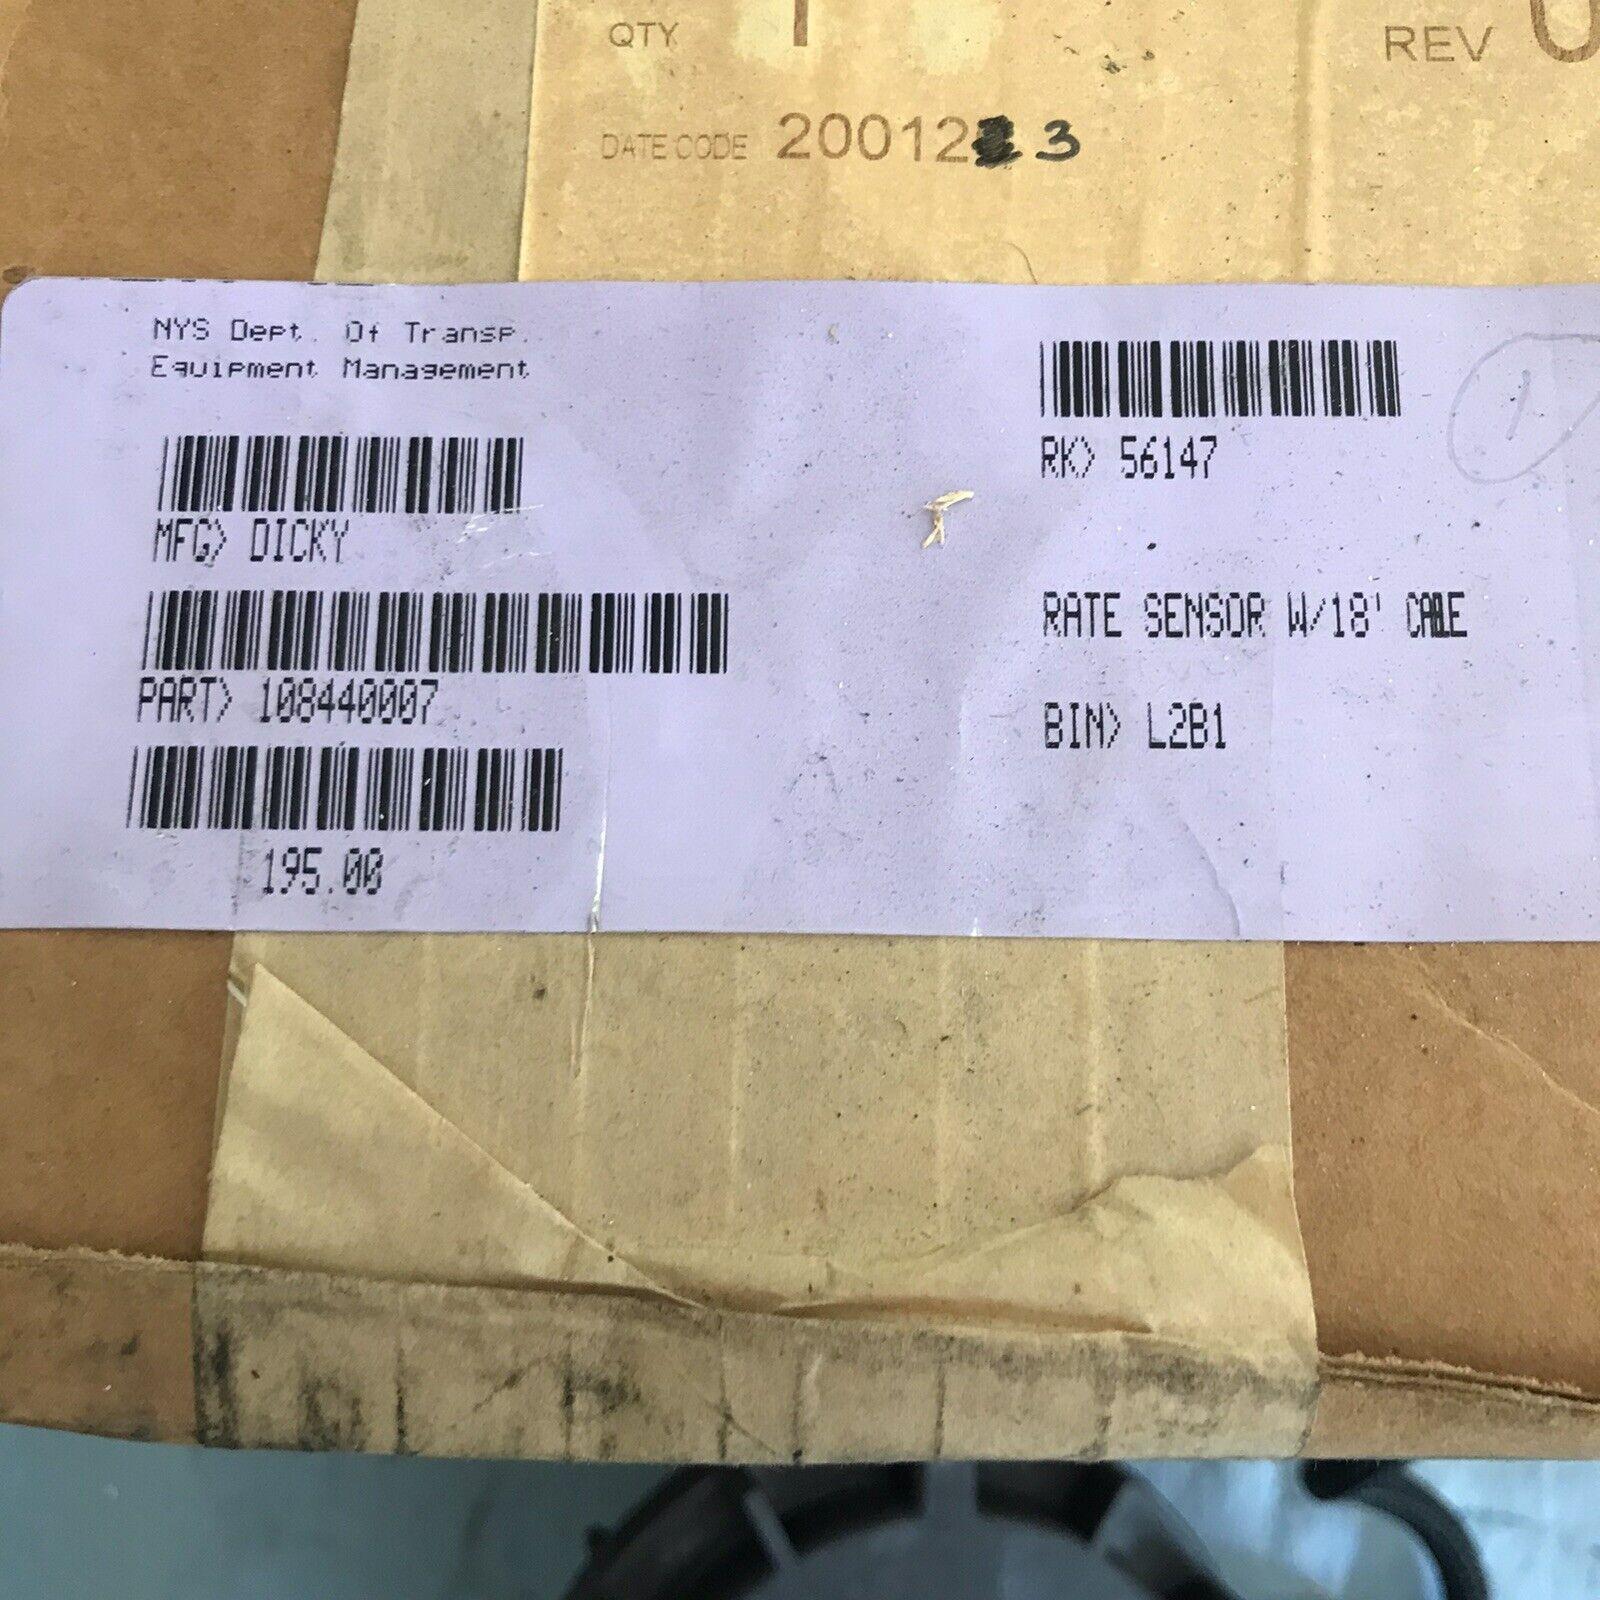 QTY 1 REV
DATE CODE 20012 3
NYS Dept. Of Transp.
Equipment Management
RK> 56147
1
MFG> DICKY
RATE SENSOR W/18' CABLE
PART> 108440007
BIN> L2B1
195.00